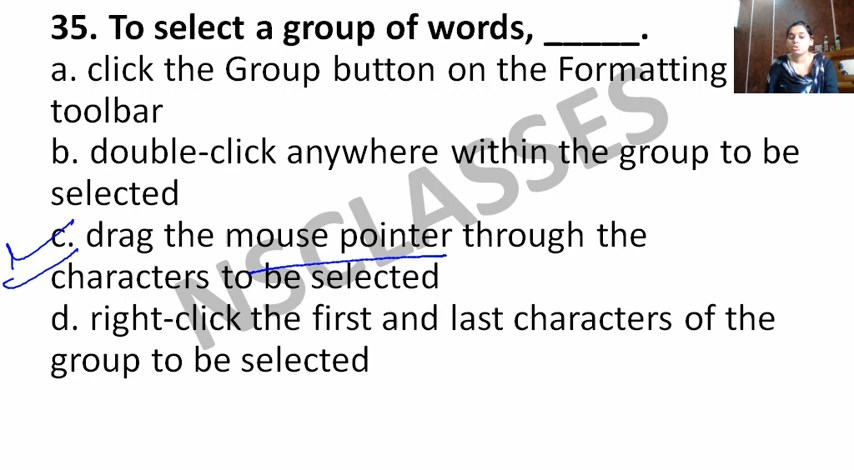 35. To select a group of words, _____.
a. click the Group button on the Formatting
toolbar
b. double-click anywhere within the group to be
selected
c. drag the mouse pointer through the
characters to be selected
d. right-click the first and last characters of the
group to be selected
NSCLASSES